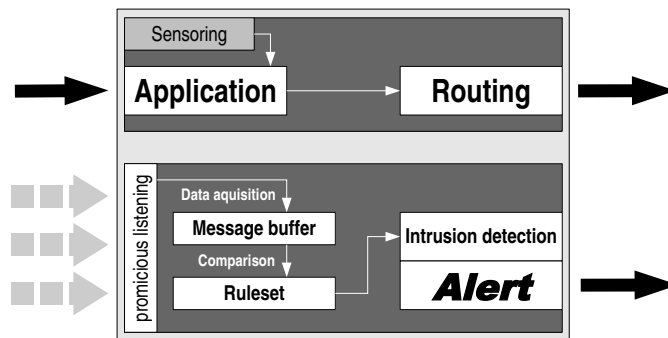 Sensoring
Application
Routing
promicious listening
Data aquisition
Message buffer
Comparison
Ruleset
Intrusion detection
Alert